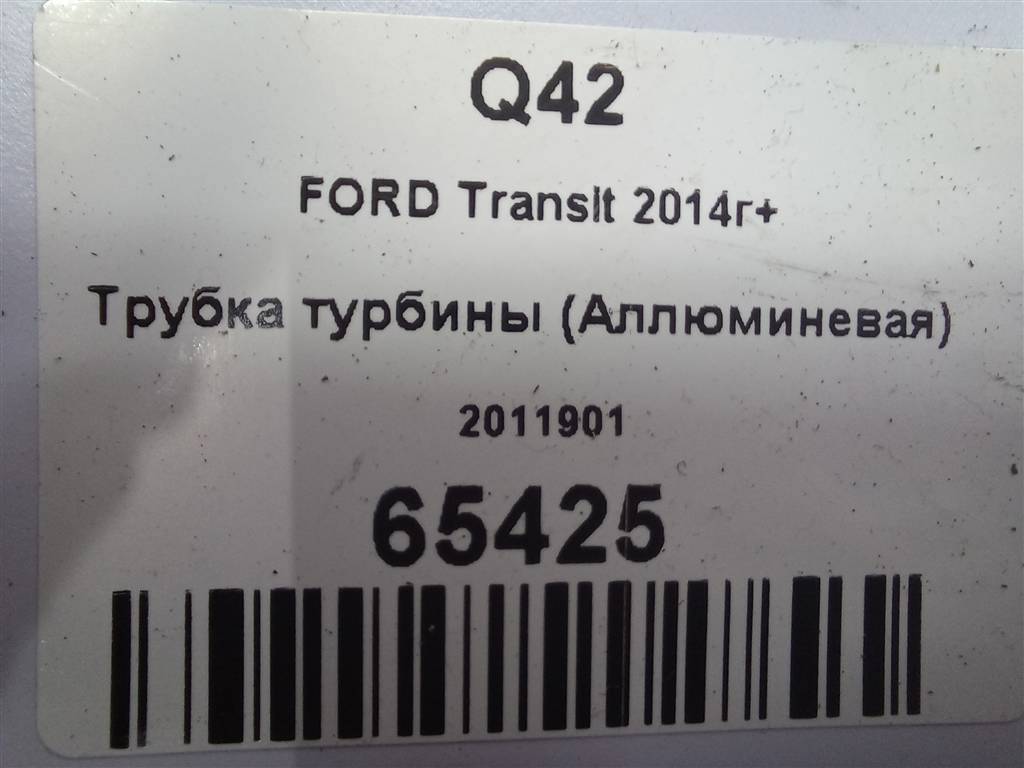 Q42
FORD Transit 2014г+
Трубка турбины (Аллюминевая)
2011901
65425